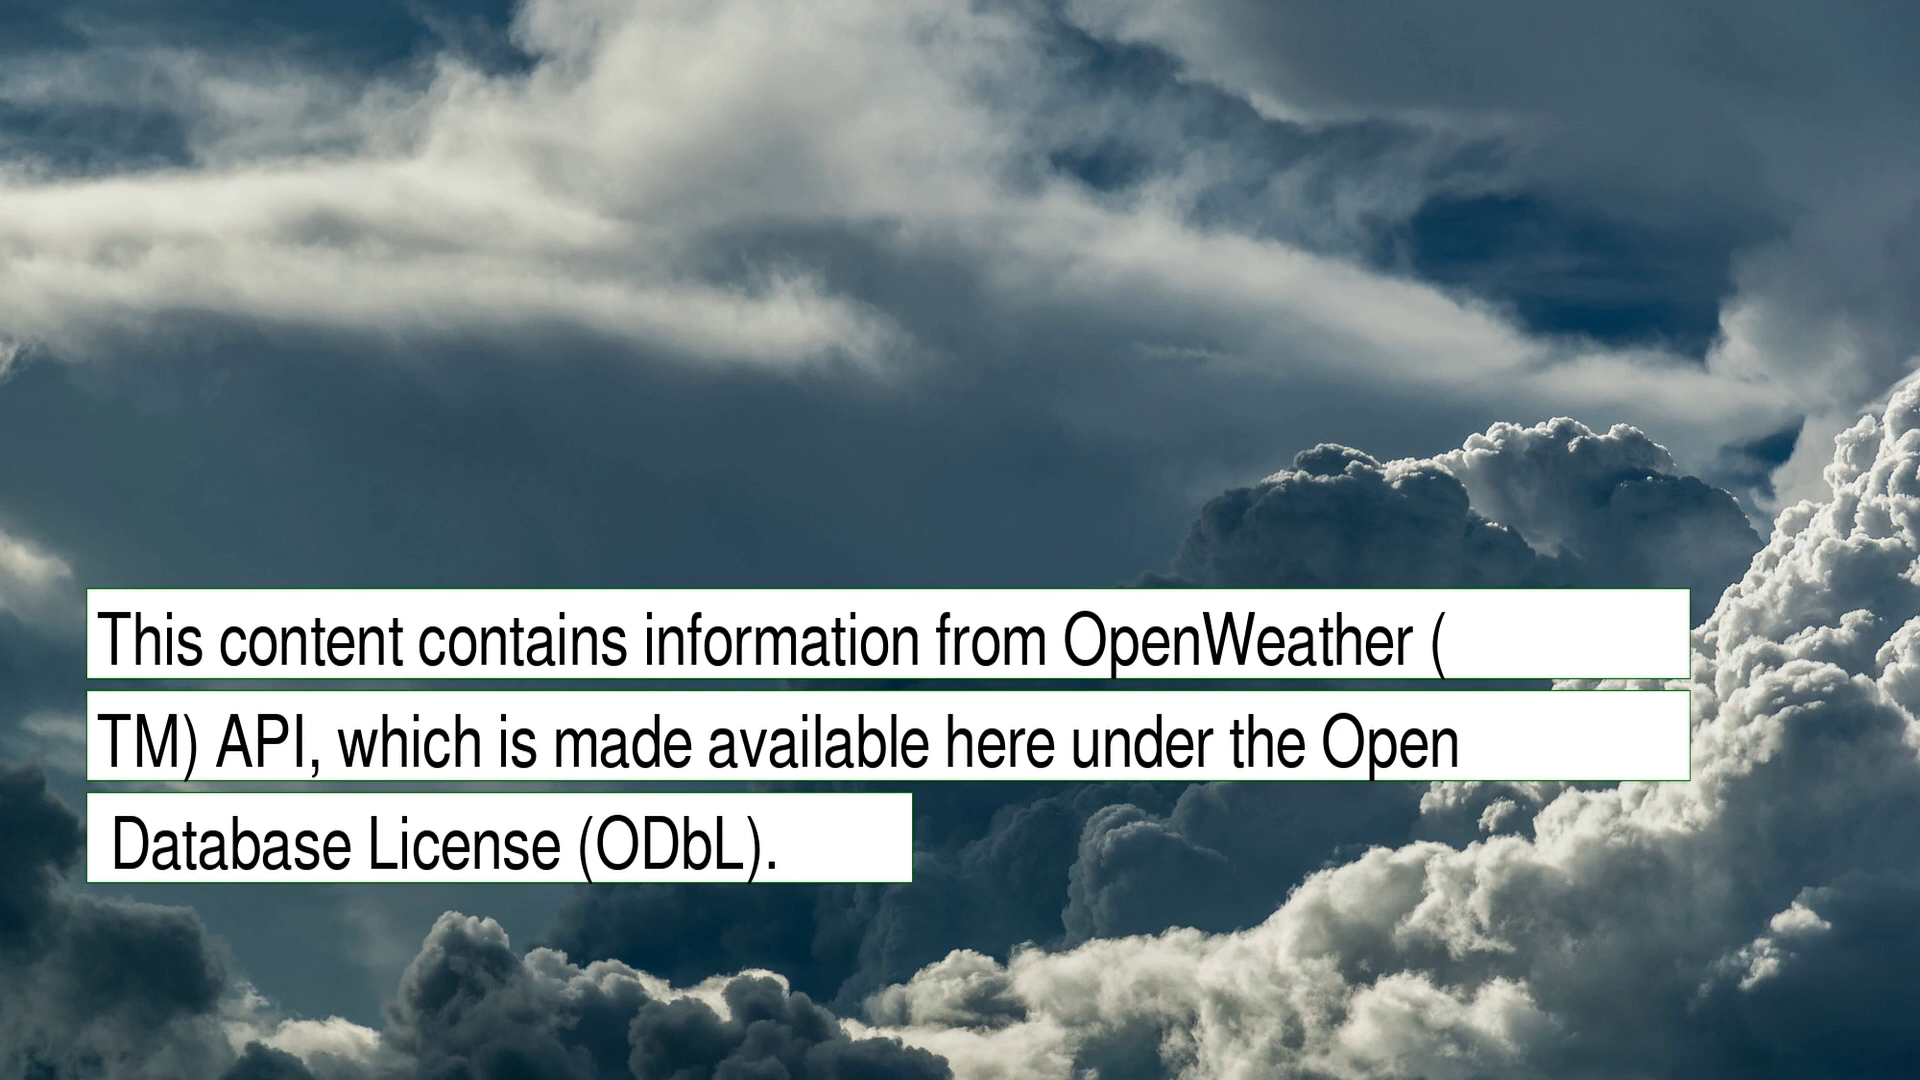 This content contains information from OpenWeather (
TM) API, which is made available here under the Open
Database License (ODbL).